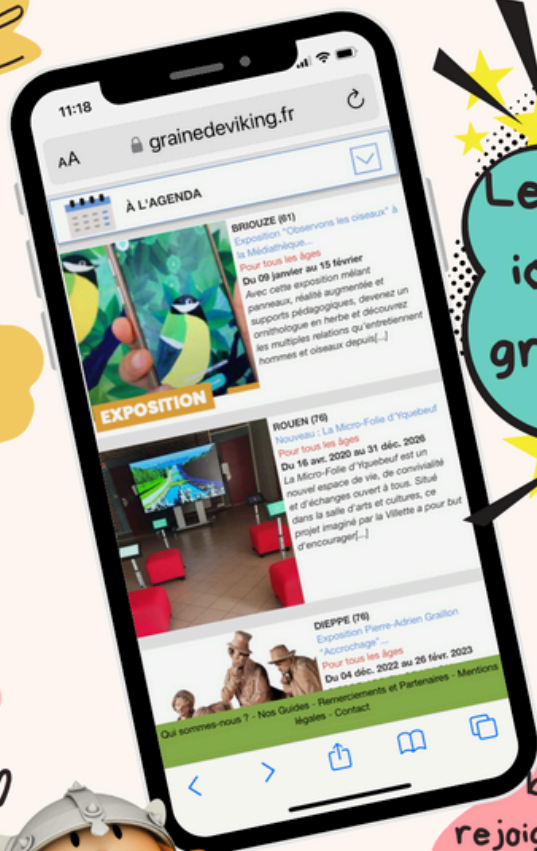 11:18
AA
grainedeviking.fr
À L'AGENDA
BRIOUZE (61)
Exposition "Observons les oiseaux" à
la Médiathèque...
Pour tous les âges
Du 09 janvier au 15 février
Avec cette exposition mêlant
panneaux, réalité augmentée et
supports pédagogiques, devenez un
ornithologue en herbe et découvrez
les multiples relations qu'entretiennent
hommes et oiseaux depuis[...]
EXPOSITION
ROUEN (76)
Nouveau : La Micro-Folie d'Yquebeuf
Pour tous les âges
Du 16 avr. 2020 au 31 déc. 2026
La Micro-Folie d'Yquebeuf est un
nouvel espace de vie, de convivialité
et d'échanges ouvert à tous. Situé
dans la salle d'arts et cultures, ce
projet imaginé par la Villette a pour but
d'encourager[...]
DIEPPE (76)
Exposition Pierre-Adrien Graillon
"Accrochage"...
Pour tous les âges
Du 04 déc. 2022 au 26 févr. 2023
Qui sommes-nous ? - Nos Guides - Remerciements et Partenaires - Mentions
légales - Contact
Le
gr
rejoig